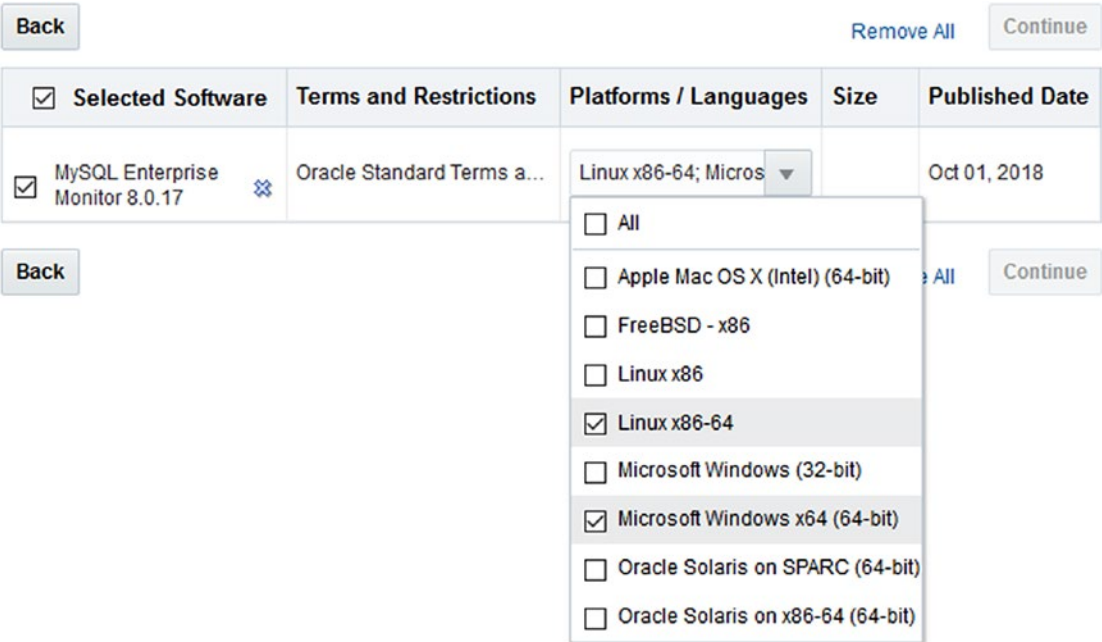 Back
Remove All
Continue
Selected Software
Terms and Restrictions
Platforms / Languages
Size
Published Date
MySQL Enterprise
Monitor 8.0.17
Oracle Standard Terms a...
Linux x86-64; Micros
Oct 01, 2018
All
Back
All
Continue
Apple Mac OS X (Intel) (64-bit)
FreeBSD - x86
Linux x86
Linux x86-64
Microsoft Windows (32-bit)
Microsoft Windows x64 (64-bit)
Oracle Solaris on SPARC (64-bit)
Oracle Solaris on x86-64 (64-bit)